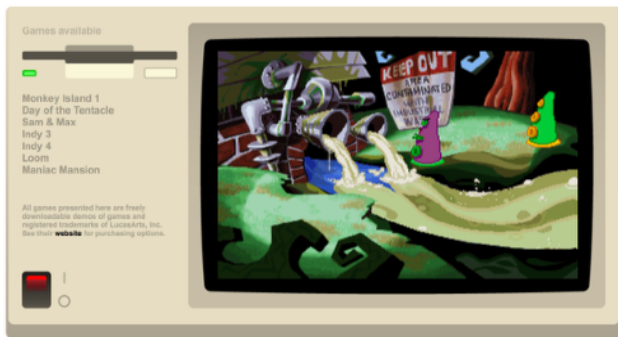 Games available
Monkey Island 1
Day of the Tentacle
Sam & Max
Indy 3
Indy 4
Loom
Maniac Mansion
All games presented here are freely
downloadable demos of games and
registered trademarks of LucasArts, Inc.
See their website for purchasing options.
KEEP OUT
AREA
CONTAMINATED
WITH
INDUSTRIAL